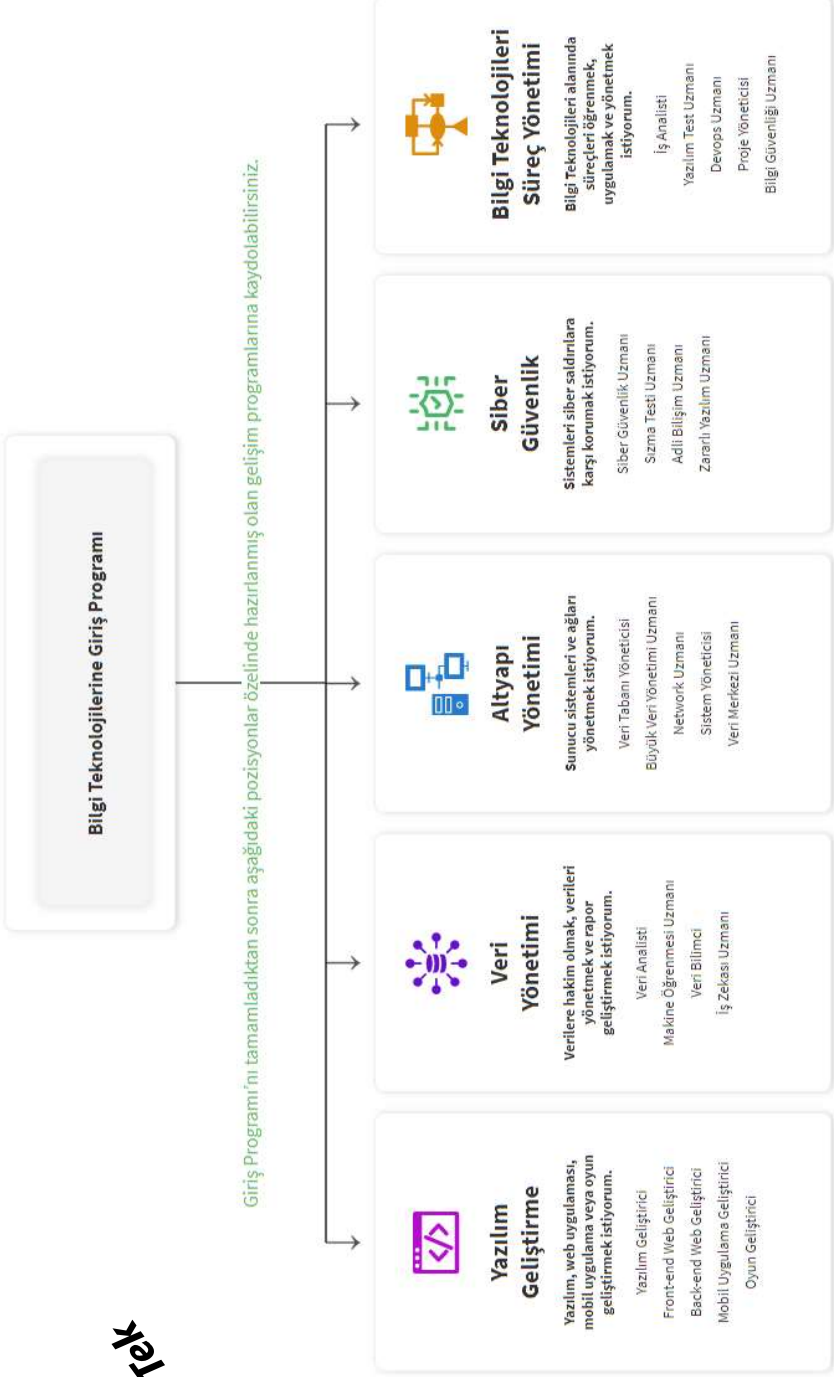 Bilgi Teknolojilerine Giriş Programı
Giriş Programı'nı tamamladıktan sonra aşağıdaki pozisyonlar özelinde hazırlanmış olan gelişim programlarına kaydolabilirsiniz.
Yazılım
Geliştirme
Yazılım, web uygulaması,
mobil uygulama veya oyun
geliştirmek istiyorum.
Yazılım Geliştirici
Front-end Web Geliştirici
Back-end Web Geliştirici
Mobil Uygulama Geliştirici
Oyun Geliştirici
Veri
Yönetimi
Verilere hakim olmak, verileri
yönetmek ve rapor
geliştirmek istiyorum.
Veri Analisti
Makine Öğrenmesi Uzmanı
Veri Bilimci
İş Zekası Uzmanı
Altyapı
Yönetimi
Sunucu sistemleri ve ağları
yönetmek istiyorum.
Veri Tabanı Yöneticisi
Büyük Veri Yönetimi Uzmanı
Network Uzmanı
Sistem Yöneticisi
Veri Merkezi Uzmanı
Siber
Güvenlik
Sistemleri siber saldırılara
karşı korumak istiyorum.
Siber Güvenlik Uzmanı
Sızma Testi Uzmanı
Adli Bilişim Uzmanı
Zararlı Yazılım Uzmanı
Bilgi Teknolojileri
Süreç Yönetimi
Bilgi Teknolojileri alanında
süreçleri öğrenmek,
uygulamak ve yönetmek
istiyorum.
İş Analisti
Yazılım Test Uzmanı
Devops Uzmanı
Proje Yöneticisi
Bilgi Güvenliği Uzmanı
Tek